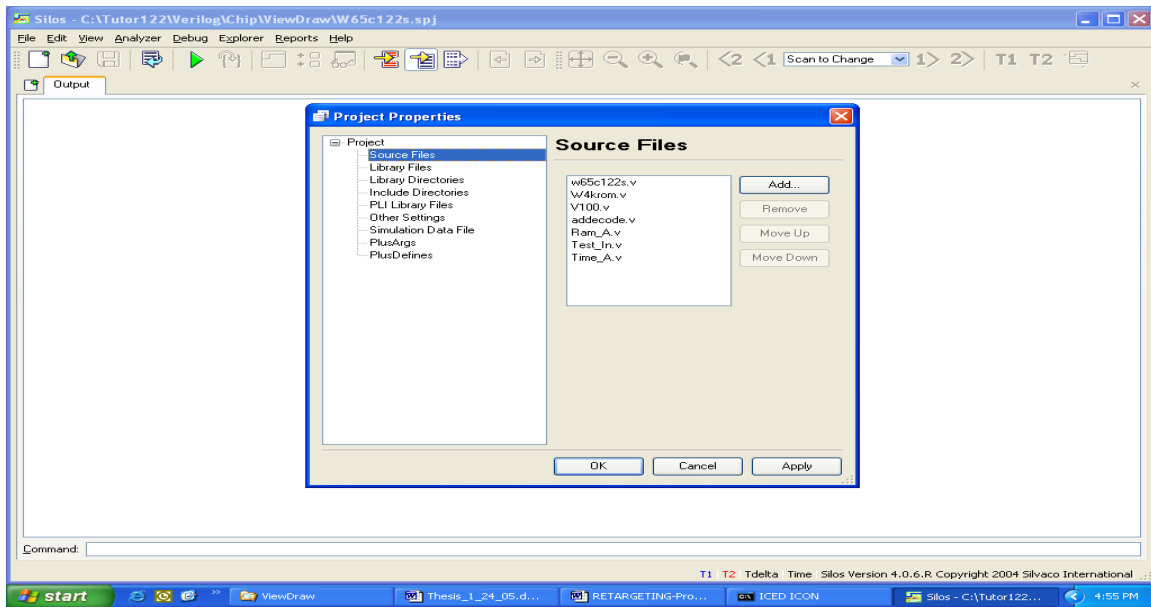 Silos - C:\Tutor122\Verilog\Chip\ViewDraw\W65c122s.spj
File Edit View Analyzer Debug Explorer Reports Help
<2 <1 Scan to Change 1> 2> T1 T2
Output
Project Properties
Project
Source Files
Library Files
Library Directories
Include Directories
PLI Library Files
Other Settings
Simulation Data File
PlusArgs
PlusDefines
Source Files
w65c122s.v
W4krom.v
V100.v
addecode.v
Ram_A.v
Test_In.v
Time_A.v
Add...
Remove
Move Up
Move Down
OK Cancel Apply
Command:
T1 T2 Tdelta Time Silos Version 4.0.6.R Copyright 2004 Silvaco International
start ViewDraw Thesis_1_24_05.d... RETARGETING-Pro... ICED ICON Silos - C:\Tutor122... 4:55 PM